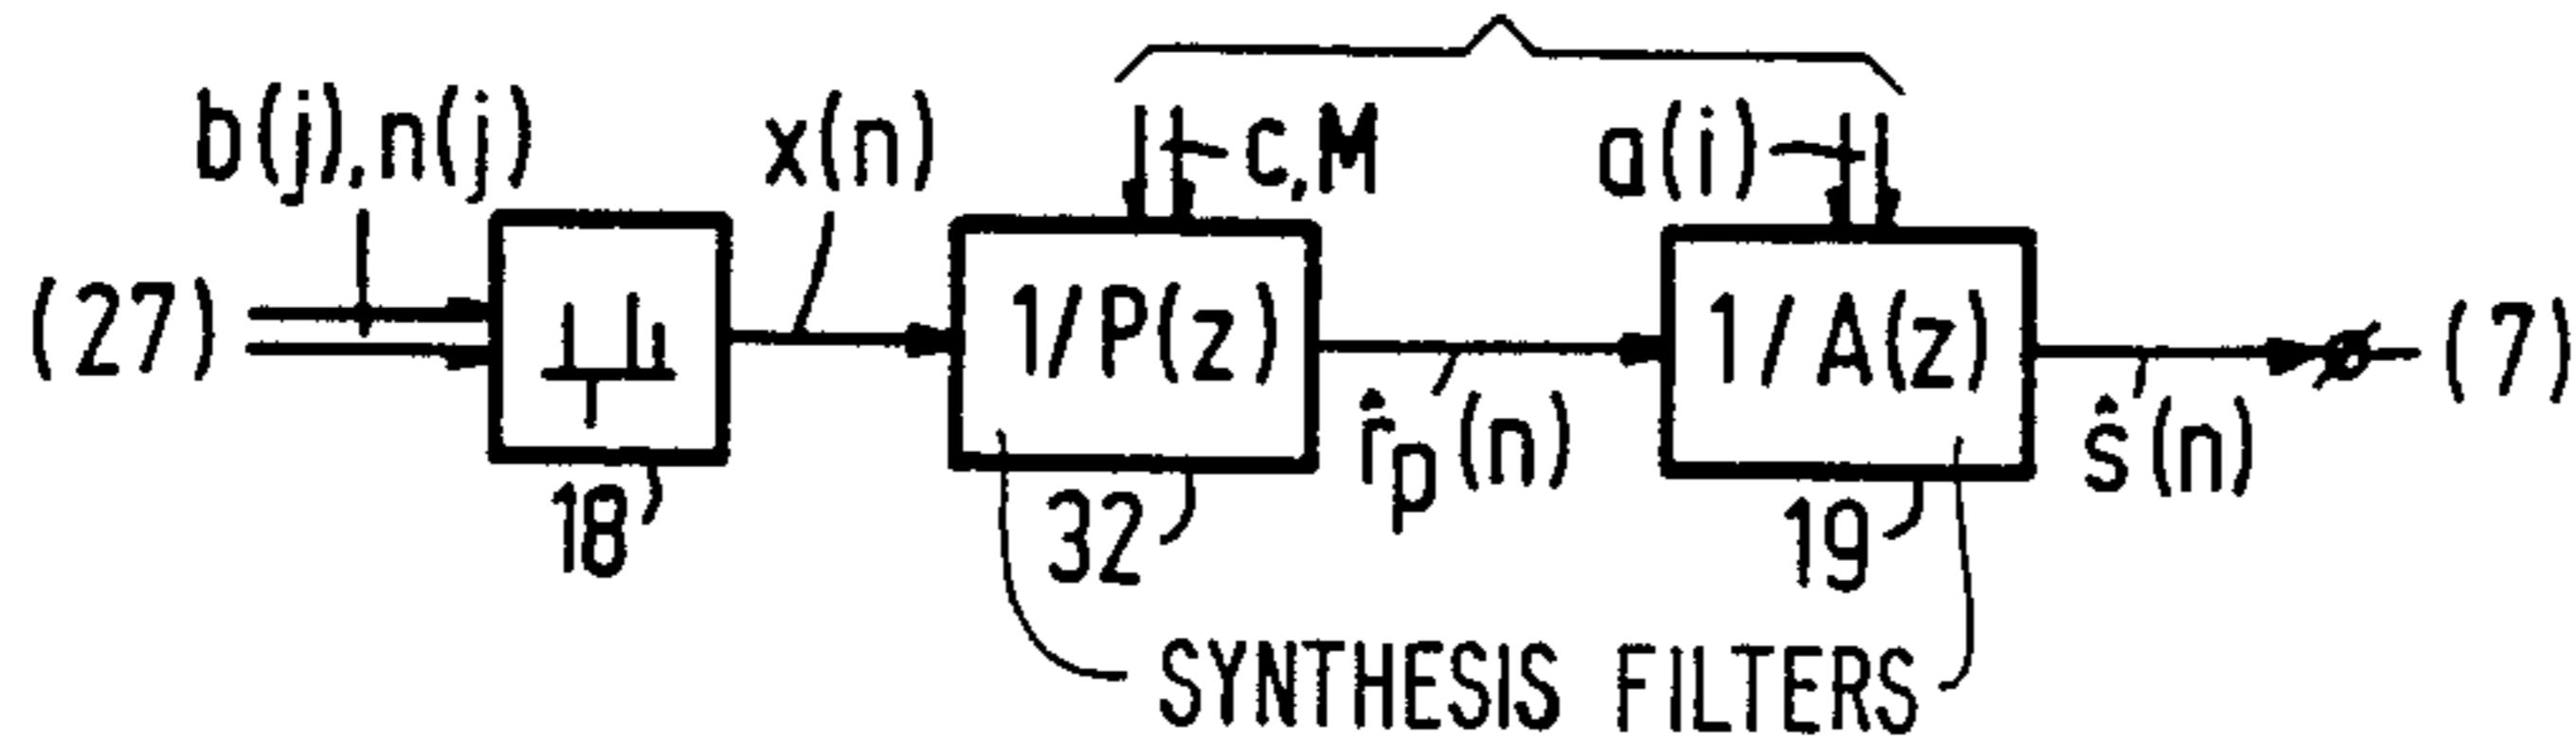 b(j),n(j)
x(n)
c,M
a(i)
(27)
1/P(z)
1/A(z)
(7)
r̂p(n)
ŝ(n)
18
32
19
SYNTHESIS FILTERS